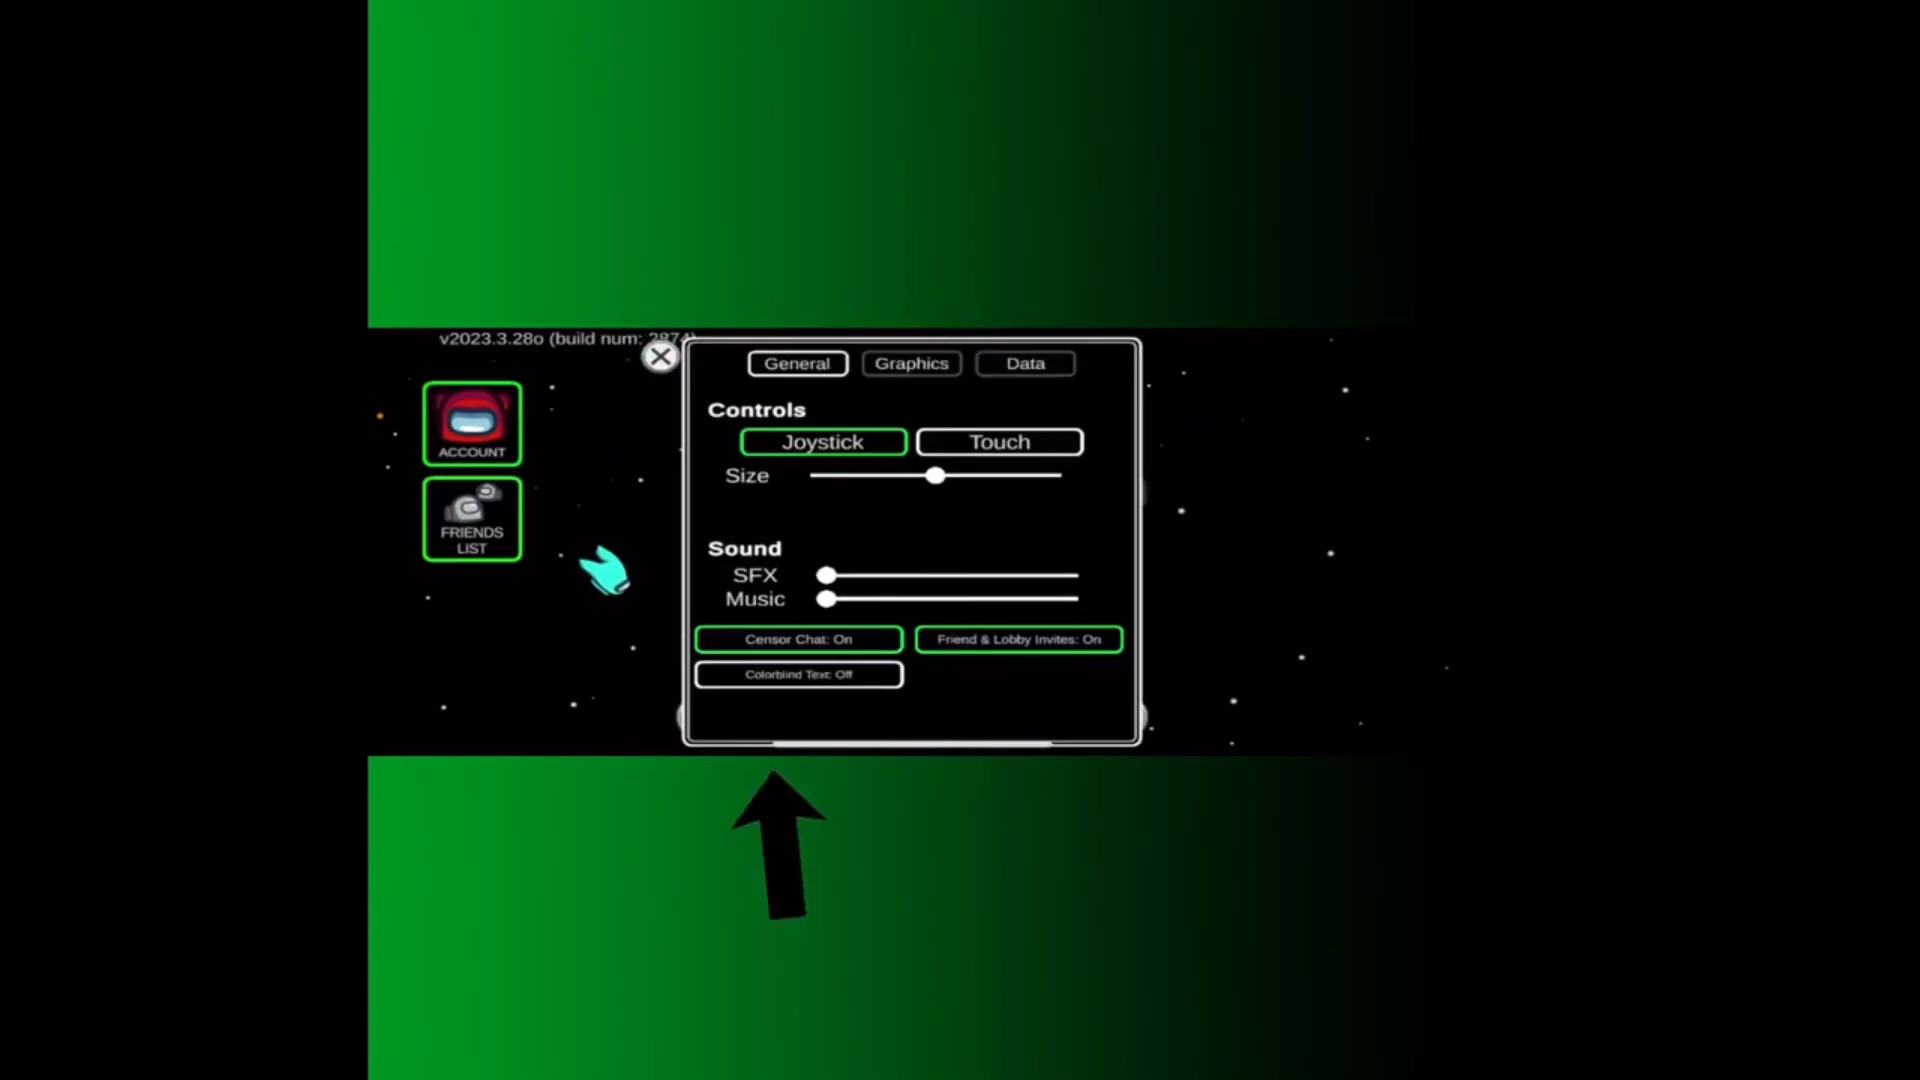 v2023.3.28o (build num: 2874)
General Graphics Data
ACCOUNT
FRIENDS
LIST
Controls
Joystick Touch
Size
Sound
SFX
Music
Censor Chat: On Friend & Lobby Invites: On
Colorblind Text: Off